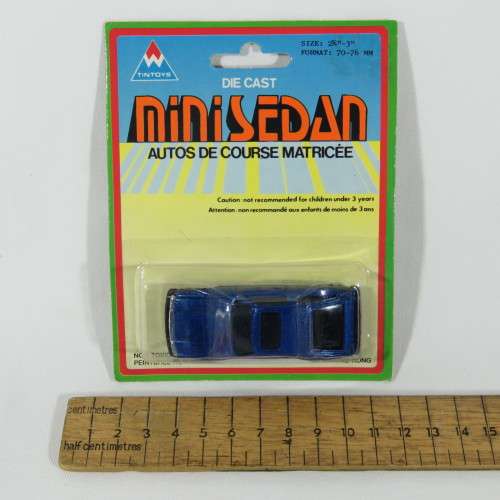 TINTOYS
SIZE: 2¾"-3"
FORMAT: 70-76 MM
DIE CAST
MINISEDAN
AUTOS DE COURSE MATRICÉE
Caution: not recommended for children under 3 years
Attention: non recommandé aux enfants de moins de 3 ans
centimetres
1 2 3 4 5 6 7 8 9 10 11 12 13 14 15
half centimetres